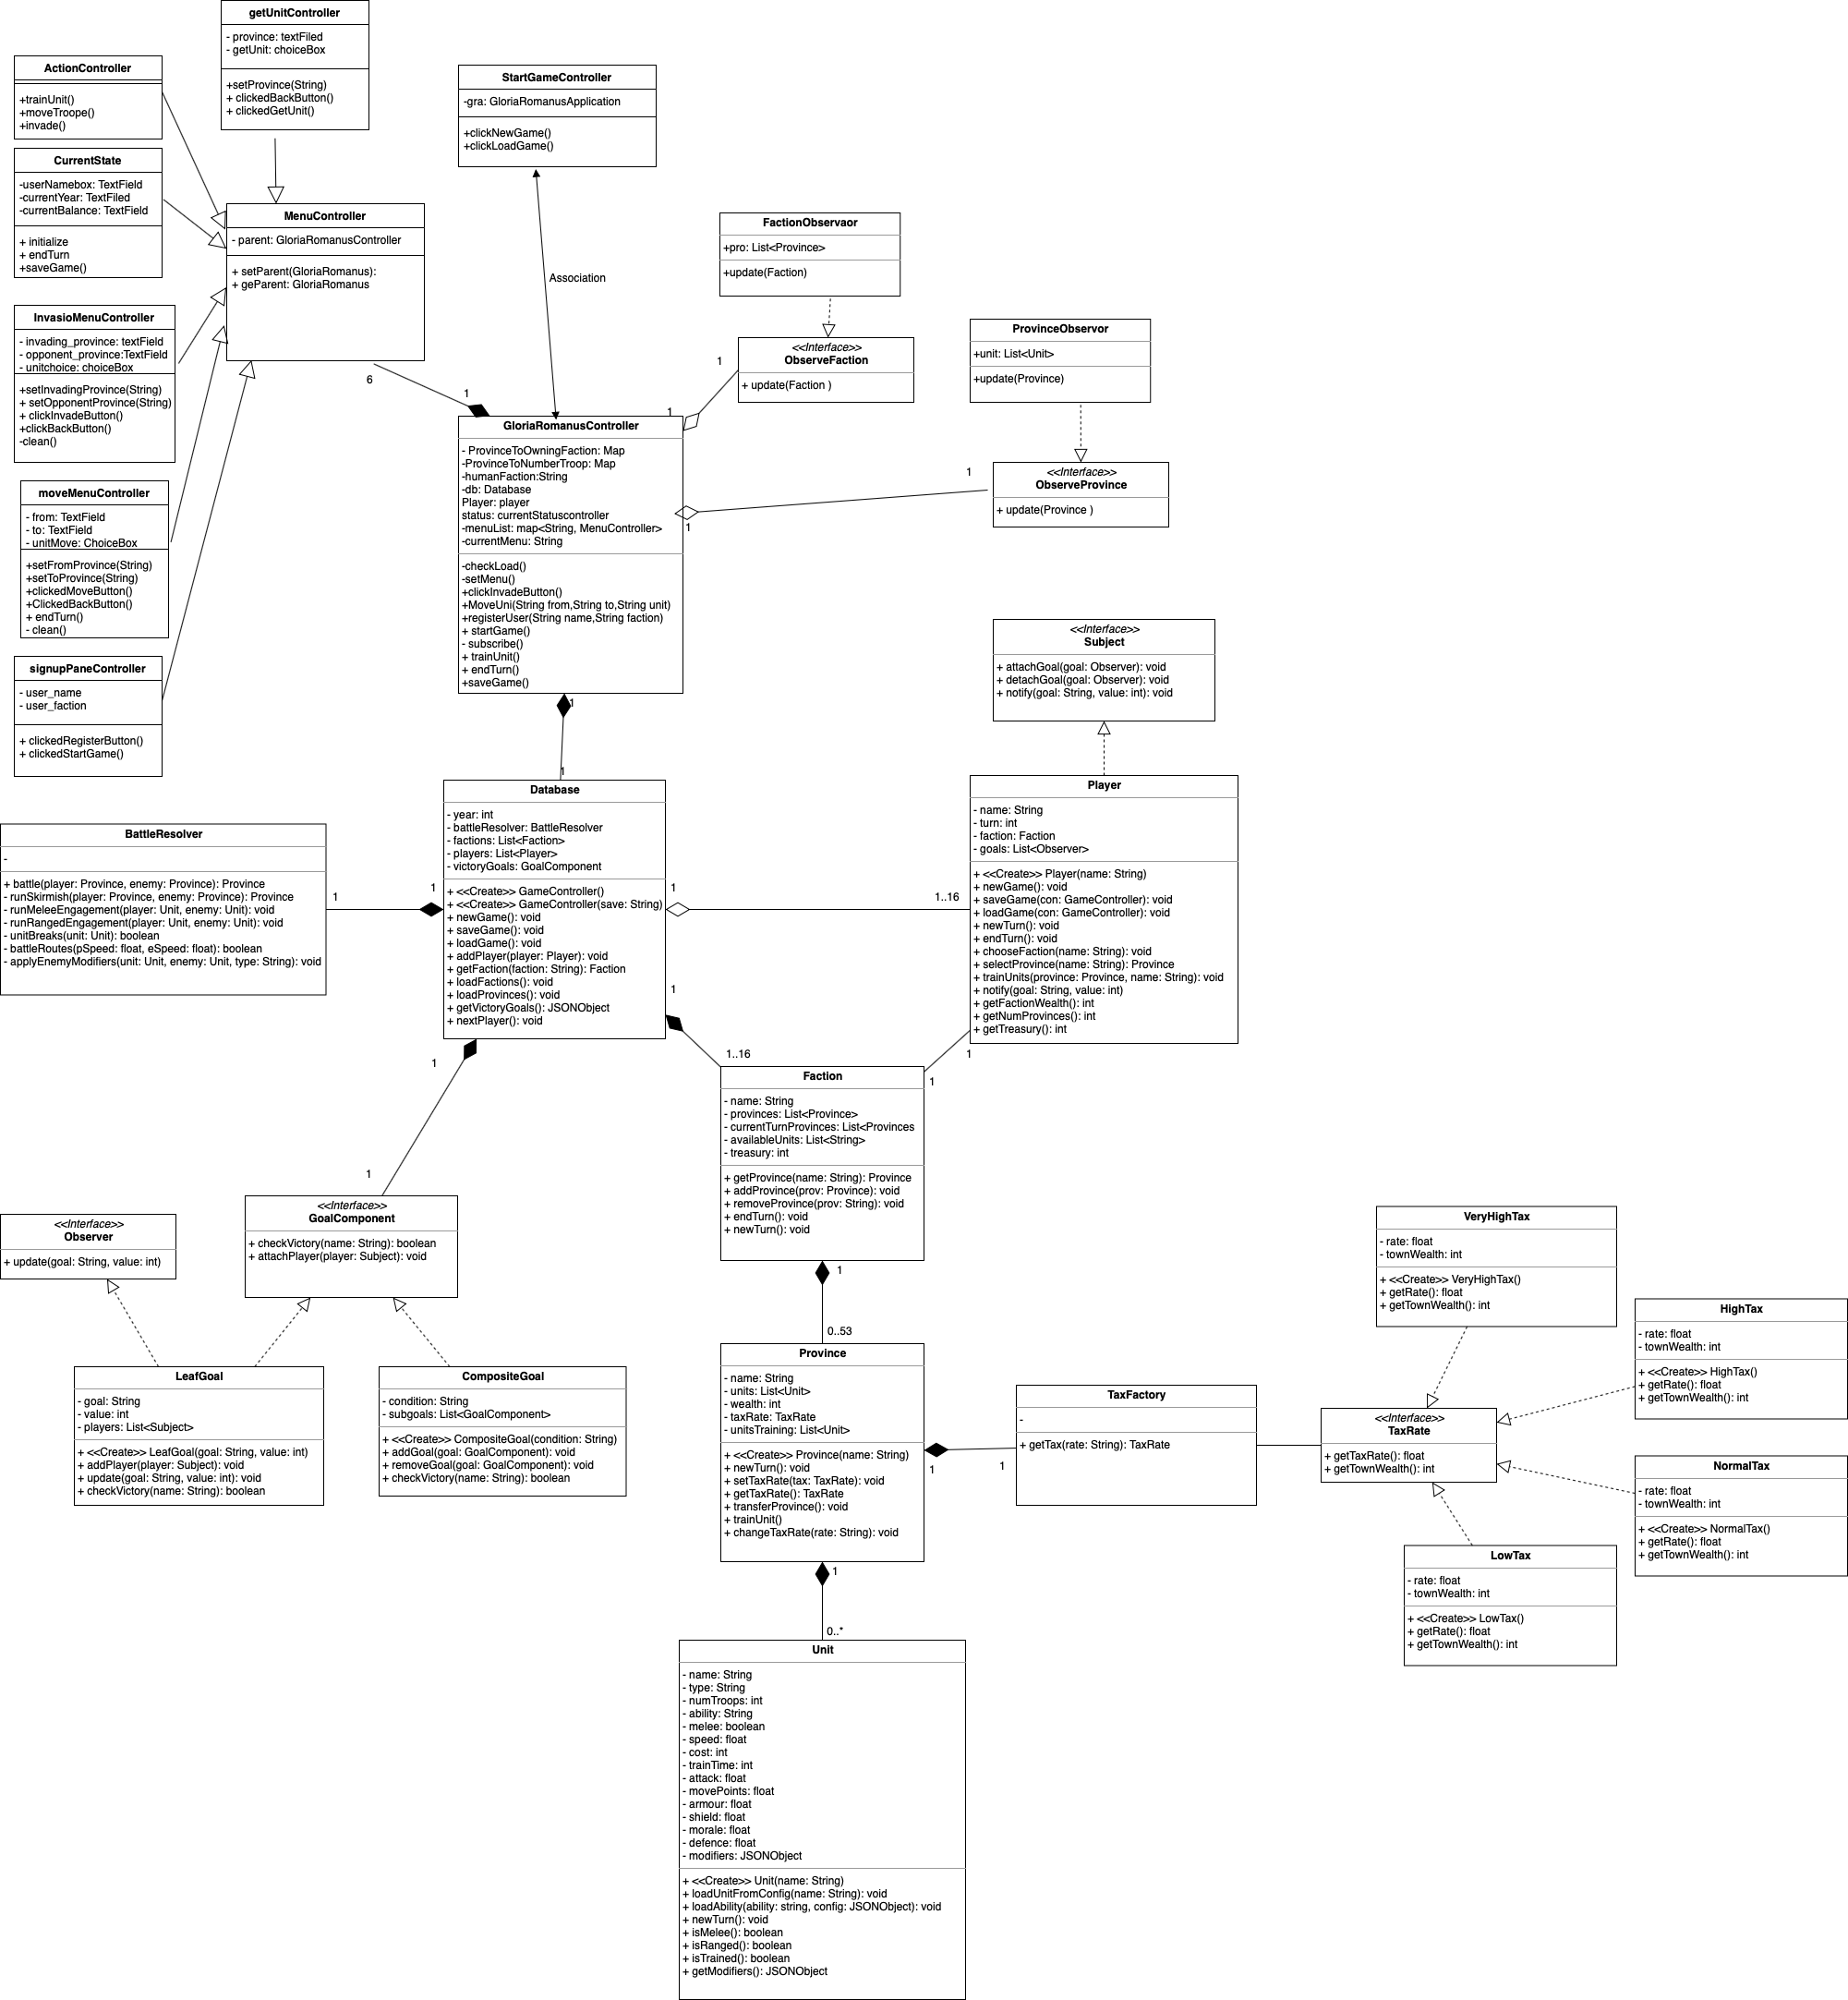 getUnitController
- province: textFiled
- getUnit: choiceBox
+setProvince(String)
+ clickedBackButton()
+ clickedGetUnit()
ActionController
+trainUnit()
+moveTroope()
+invade()
StartGameController
-gra: GloriaRomanusApplication
+clickNewGame()
+clickLoadGame()
CurrentState
-userNamebox: TextField
-currentYear: TextFiled
-currentBalance: TextField
+ initialize
+ endTurn
+saveGame()
MenuController
- parent: GloriaRomanusController
+ setParent(GloriaRomanus):
+ geParent: GloriaRomanus
Association
FactionObservaor
+pro: List<Province>
+update(Faction)
InvasioMenuController
- invading_province: textField
- opponent_province:TextField
- unitchoice: choiceBox
+setInvadingProvince(String)
+ setOpponentProvince(String)
+ clickInvadeButton()
+clickBackButton()
-clean()
<<Interface>>
ObserveFaction
+ update(Faction )
ProvinceObservor
+unit: List<Unit>
+update(Province)
6
1
1
1
GloriaRomanusController
- ProvinceToOwningFaction: Map
-ProvinceToNumberTroop: Map
-humanFaction:String
-db: Database
Player: player
status: currentStatuscontroller
-menuList: map<String, MenuController>
-currentMenu: String
-checkLoad()
-setMenu()
+clickInvadeButton()
+MoveUni(String from,String to,String unit)
+registerUser(String name,String faction)
+ startGame()
- subscribe()
+ trainUnit()
+ endTurn()
+saveGame()
1
1
<<Interface>>
ObserveProvince
+ update(Province )
moveMenuController
- from: TextField
- to: TextField
- unitMove: ChoiceBox
+setFromProvince(String)
+setToProvince(String)
+clickedMoveButton()
+ClickedBackButton()
+ endTurn()
- clean()
signupPaneController
- user_name
- user_faction
+ clickedRegisterButton()
+ clickedStartGame()
<<Interface>>
Subject
+ attachGoal(goal: Observer): void
+ detachGoal(goal: Observer): void
+ notify(goal: String, value: int): void
1
1
Database
- year: int
- battleResolver: BattleResolver
- factions: List<Faction>
- players: List<Player>
- victoryGoals: GoalComponent
+ <<Create>> GameController()
+ <<Create>> GameController(save: String)
+ newGame(): void
+ saveGame(): void
+ loadGame(): void
+ addPlayer(player: Player): void
+ getFaction(faction: String): Faction
+ loadFactions(): void
+ loadProvinces(): void
+ getVictoryGoals(): JSONObject
+ nextPlayer(): void
Player
- name: String
- turn: int
- faction: Faction
- goals: List<Observer>
+ <<Create>> Player(name: String)
+ newGame(): void
+ saveGame(con: GameController): void
+ loadGame(con: GameController): void
+ newTurn(): void
+ endTurn(): void
+ chooseFaction(name: String): void
+ selectProvince(name: String): Province
+ trainUnits(province: Province, name: String): void
+ notify(goal: String, value: int)
+ getFactionWealth(): int
+ getNumProvinces(): int
+ getTreasury(): int
BattleResolver
-
+ battle(player: Province, enemy: Province): Province
- runSkirmish(player: Province, enemy: Province): Province
- runMeleeEngagement(player: Unit, enemy: Unit): void
- runRangedEngagement(player: Unit, enemy: Unit): void
- unitBreaks(unit: Unit): boolean
- battleRoutes(pSpeed: float, eSpeed: float): boolean
- applyEnemyModifiers(unit: Unit, enemy: Unit, type: String): void
1
1
1
1..16
1
1..16
1
1
1
1
Faction
- name: String
- provinces: List<Province>
- currentTurnProvinces: List<Provinces
- availableUnits: List<String>
- treasury: int
+ getProvince(name: String): Province
+ addProvince(prov: Province): void
+ removeProvince(prov: String): void
+ endTurn(): void
+ newTurn(): void
<<Interface>>
Observer
+ update(goal: String, value: int)
<<Interface>>
GoalComponent
+ checkVictory(name: String): boolean
+ attachPlayer(player: Subject): void
LeafGoal
- goal: String
- value: int
- players: List<Subject>
+ <<Create>> LeafGoal(goal: String, value: int)
+ addPlayer(player: Subject): void
+ update(goal: String, value: int): void
+ checkVictory(name: String): boolean
CompositeGoal
- condition: String
- subgoals: List<GoalComponent>
+ <<Create>> CompositeGoal(condition: String)
+ addGoal(goal: GoalComponent): void
+ removeGoal(goal: GoalComponent): void
+ checkVictory(name: String): boolean
1
0..53
Province
- name: String
- units: List<Unit>
- wealth: int
- taxRate: TaxRate
- unitsTraining: List<Unit>
+ <<Create>> Province(name: String)
+ newTurn(): void
+ setTaxRate(tax: TaxRate): void
+ getTaxRate(): TaxRate
+ transferProvince(): void
+ trainUnit()
+ changeTaxRate(rate: String): void
1
1
TaxFactory
-
+ getTax(rate: String): TaxRate
VeryHighTax
- rate: float
- townWealth: int
+ <<Create>> VeryHighTax()
+ getRate(): float
+ getTownWealth(): int
HighTax
- rate: float
- townWealth: int
+ <<Create>> HighTax()
+ getRate(): float
+ getTownWealth(): int
<<Interface>>
TaxRate
+ getTaxRate(): float
+ getTownWealth(): int
NormalTax
- rate: float
- townWealth: int
+ <<Create>> NormalTax()
+ getRate(): float
+ getTownWealth(): int
LowTax
- rate: float
- townWealth: int
+ <<Create>> LowTax()
+ getRate(): float
+ getTownWealth(): int
1
0..*
Unit
- name: String
- type: String
- numTroops: int
- ability: String
- melee: boolean
- speed: float
- cost: int
- trainTime: int
- attack: float
- movePoints: float
- armour: float
- shield: float
- morale: float
- defence: float
- modifiers: JSONObject
+ <<Create>> Unit(name: String)
+ loadUnitFromConfig(name: String): void
+ loadAbility(ability: string, config: JSONObject): void
+ newTurn(): void
+ isMelee(): boolean
+ isRanged(): boolean
+ isTrained(): boolean
+ getModifiers(): JSONObject